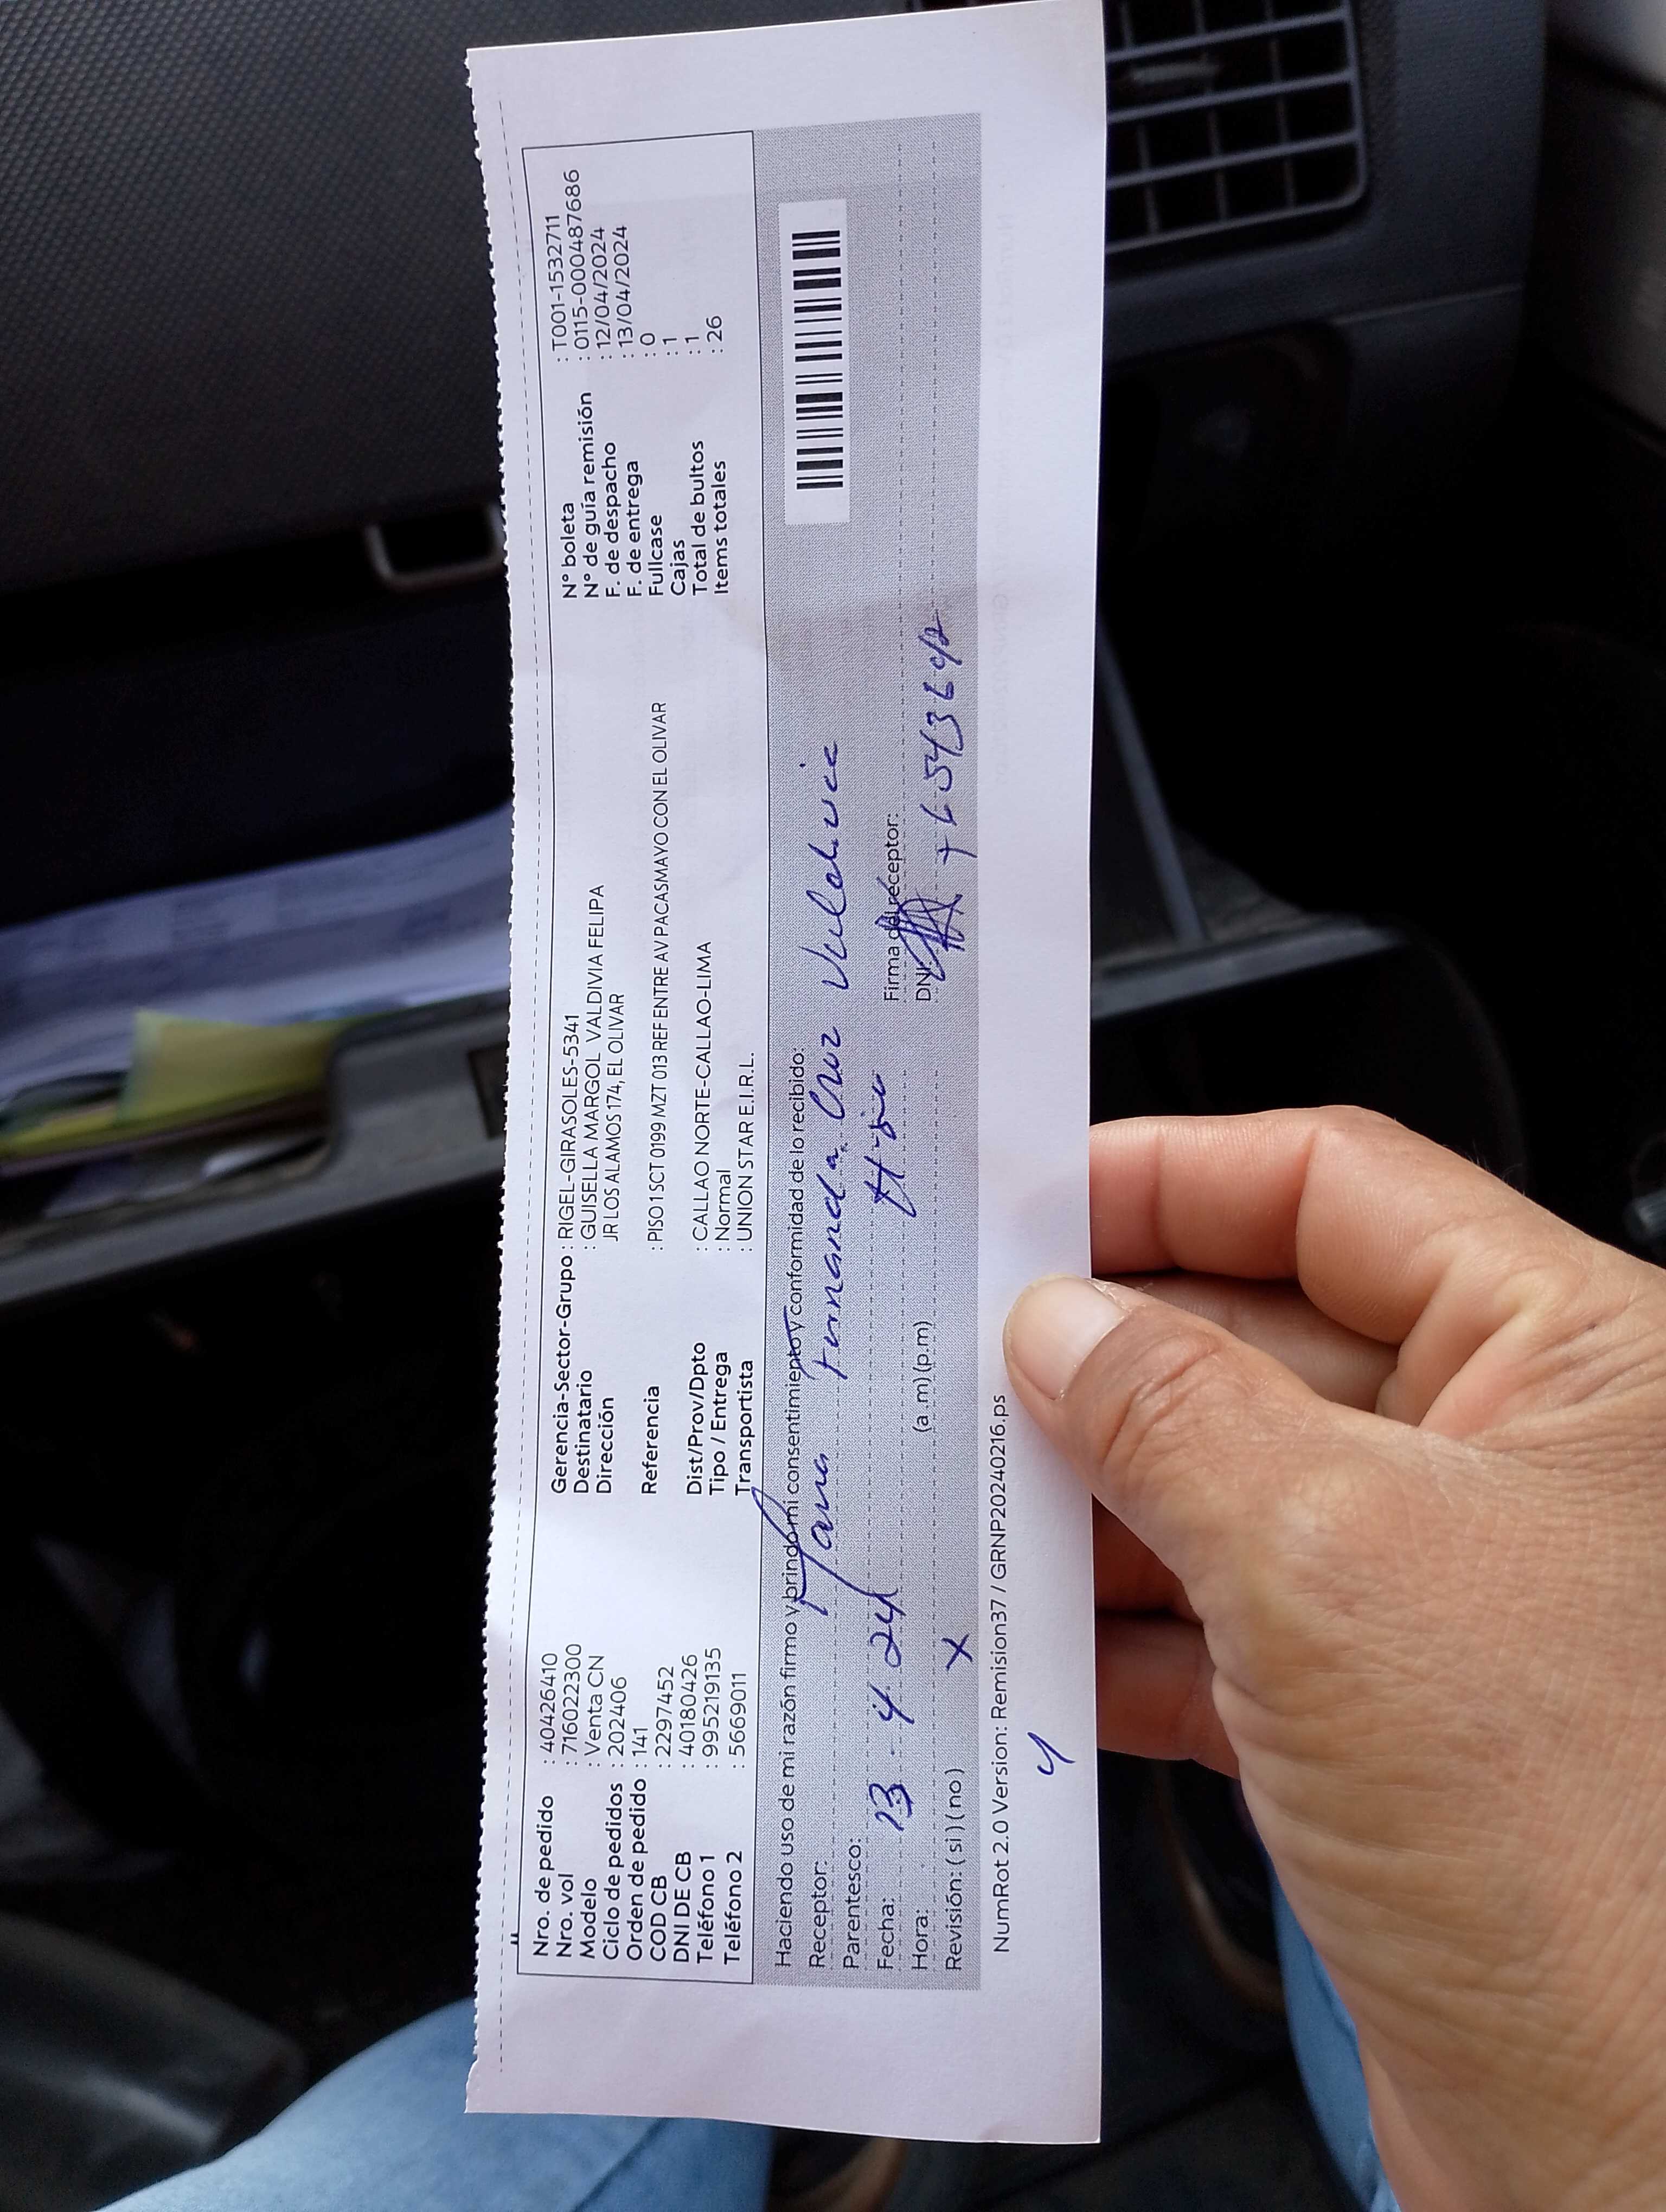 Nro. de pedido : 40426410
Nro. vol : 716022300
Modelo : Venta CN
Ciclo de pedidos : 202406
Orden de pedido : 141
COD CB : 2297452
DNI DE CB : 40180426
Teléfono 1 : 995219135
Teléfono 2 : 5669011
Gerencia-Sector-Grupo : RIGEL-GIRASOLES-5341
Destinatario : GUISELLA MARGOL VALDIVIA FELIPA
Dirección JR LOS ALAMOS 174, EL OLIVAR
Referencia : PISO 1 SCT 0199 MZT 013 REF ENTRE AV PACASMAYO CON EL OLIVAR
Dist/Prov/Dpto : CALLAO NORTE-CALLAO-LIMA
Tipo / Entrega : Normal
Transportista : UNION STAR E.I.R.L.
N° boleta : T001-1532711
N° de guía remisión : 0115-0000487686
F. de despacho : 12/04/2024
F. de entrega : 13/04/2024
Fullcase : 0
Cajas : 1
Total de bultos : 1
Items totales : 26
Haciendo uso de mi razón firmo y brindo mi consentimiento y conformidad de lo recibido:
Receptor: Fernanda Cruz Valdivia
Parentesco:
Fecha: 13 4 24
Firma del receptor:
Hora: (a.m) (p.m)
DNI:
Revisión: ( si ) ( no ) X
NumRot 2.0 Version: Remision37 / GRNP20240216.ps
4